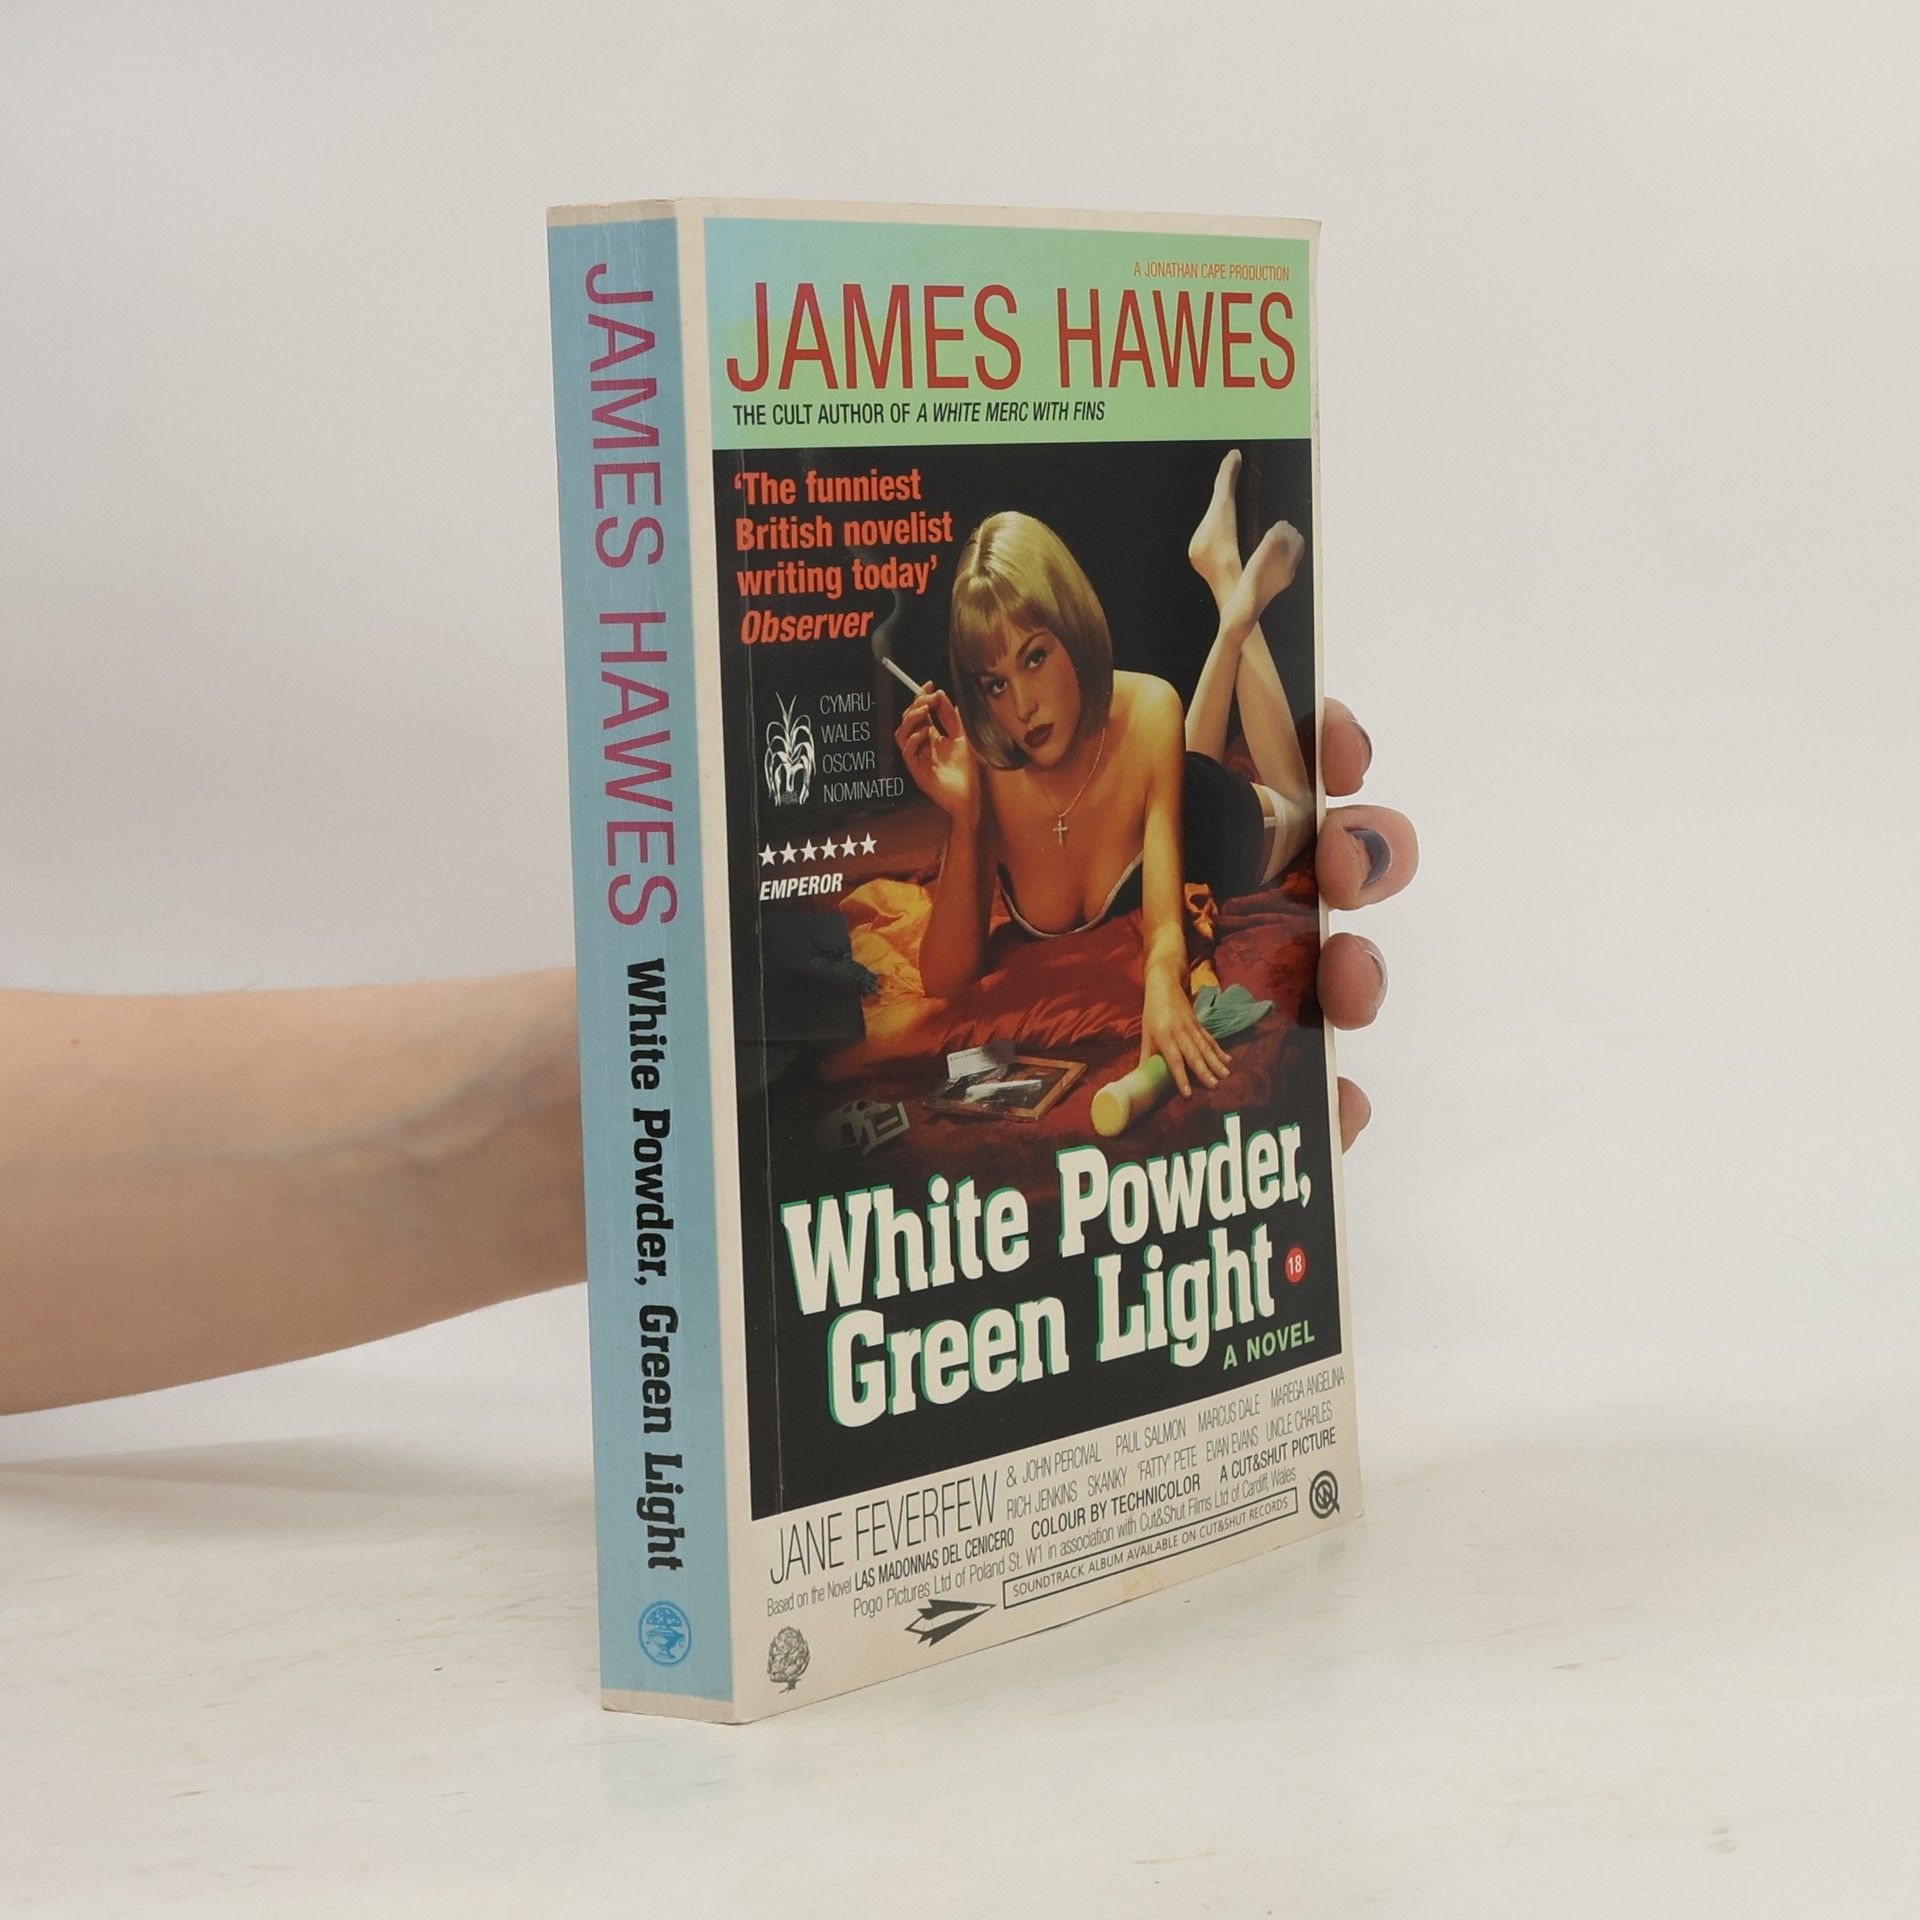 JAMES HAWES White Powder, Green Light
A JONATHAN CAPE PRODUCTION
JAMES HAWES
THE CULT AUTHOR OF A WHITE MERC WITH FINS
‘The funniest
British novelist
writing today’
Observer
CYMRU-
WALES
OSCWR
NOMINATED
★★★★★★
EMPEROR
White Powder,
Green Light
18
A NOVEL
JANE FEVERFEW & JOHN PERCIVAL PAUL SALMON MARCUS DALE MAREGA ANGELINA
RICH JENKINS SKANKY 'FATTY' PETE EVAN EVANS UNCLE CHARLES
Based on the Novel LAS MADONNAS DEL CENICERO COLOUR BY TECHNICOLOR A CUT&SHUT PICTURE
Pogo Pictures Ltd of Poland St. W1 in association with Cut&Shut Films Ltd of Cardiff, Wales
SOUNDTRACK ALBUM AVAILABLE ON CUT&SHUT RECORDS